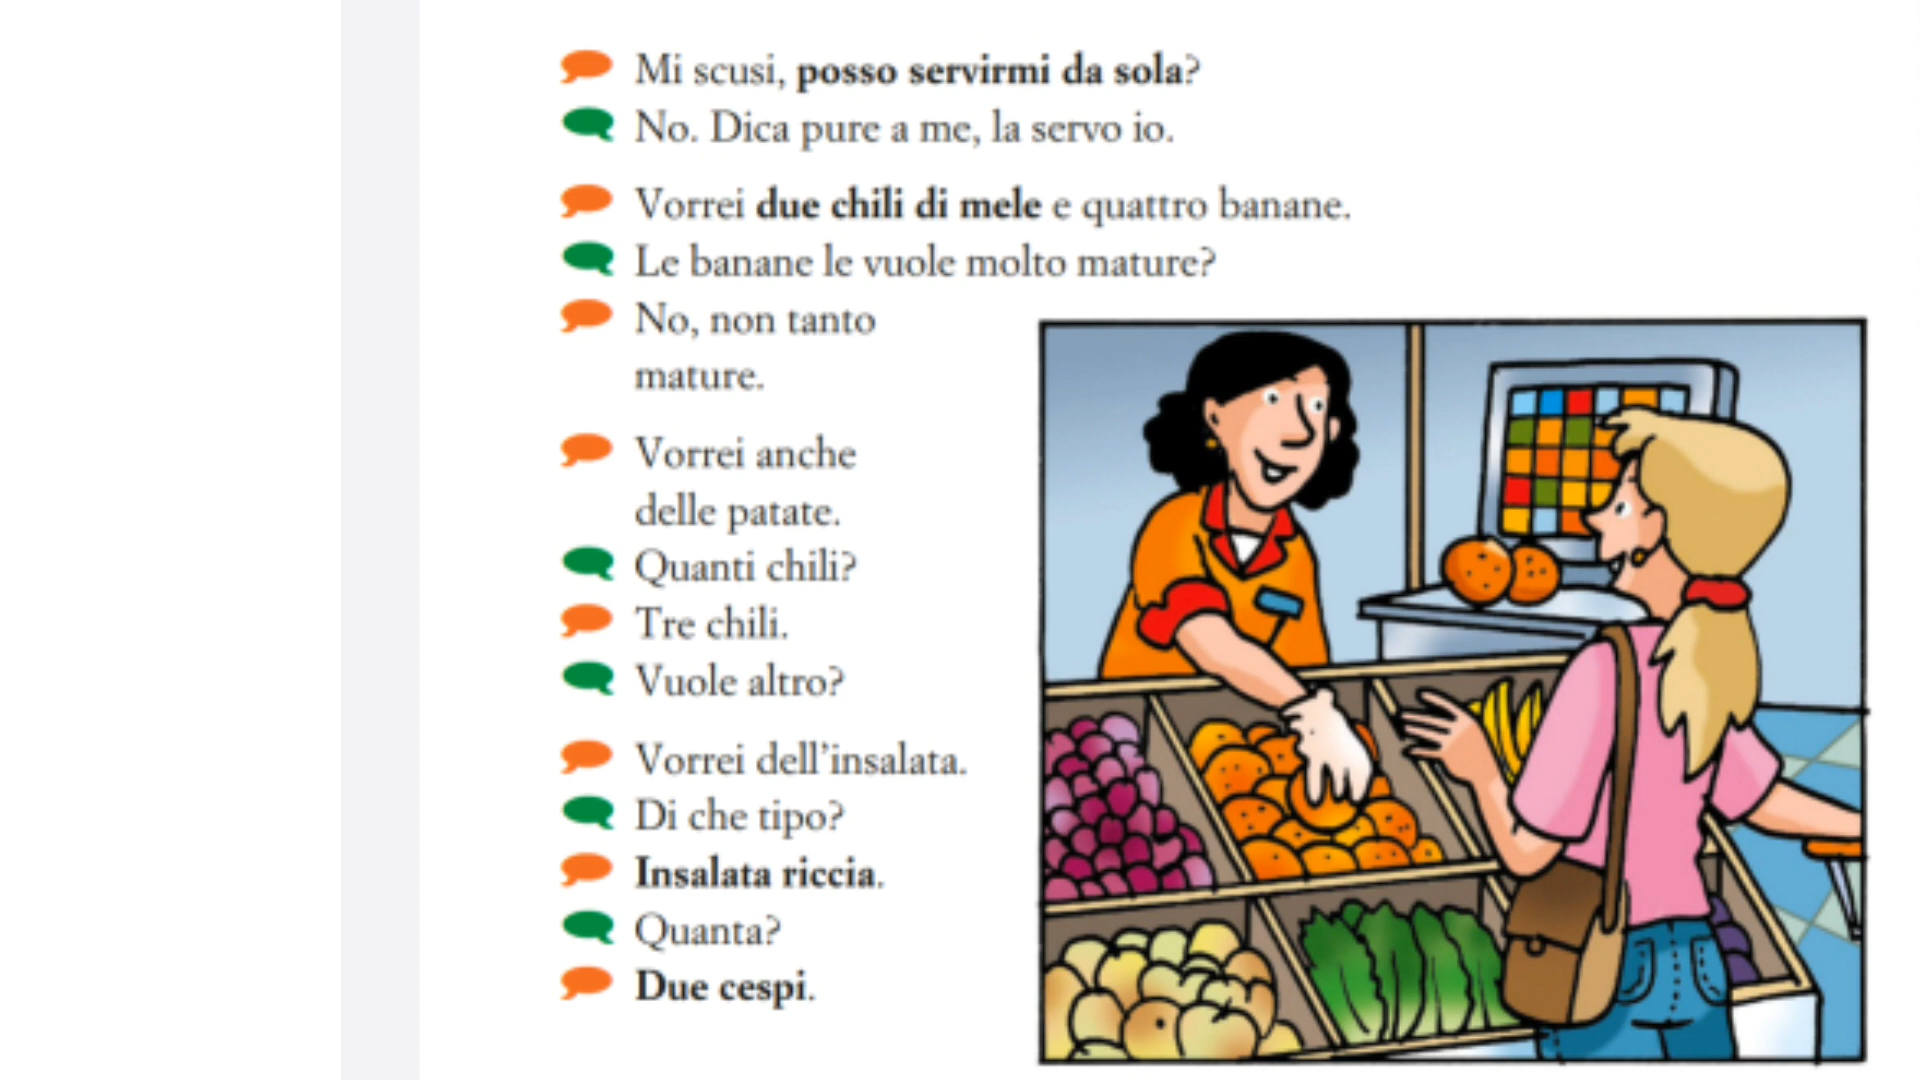 Mi scusi, posso servirmi da sola?
No. Dica pure a me, la servo io.
Vorrei due chili di mele e quattro banane.
Le banane le vuole molto mature?
No, non tanto
mature.
Vorrei anche
delle patate.
Quanti chili?
Tre chili.
Vuole altro?
Vorrei dell'insalata.
Di che tipo?
Insalata riccia.
Quanta?
Due cespi.